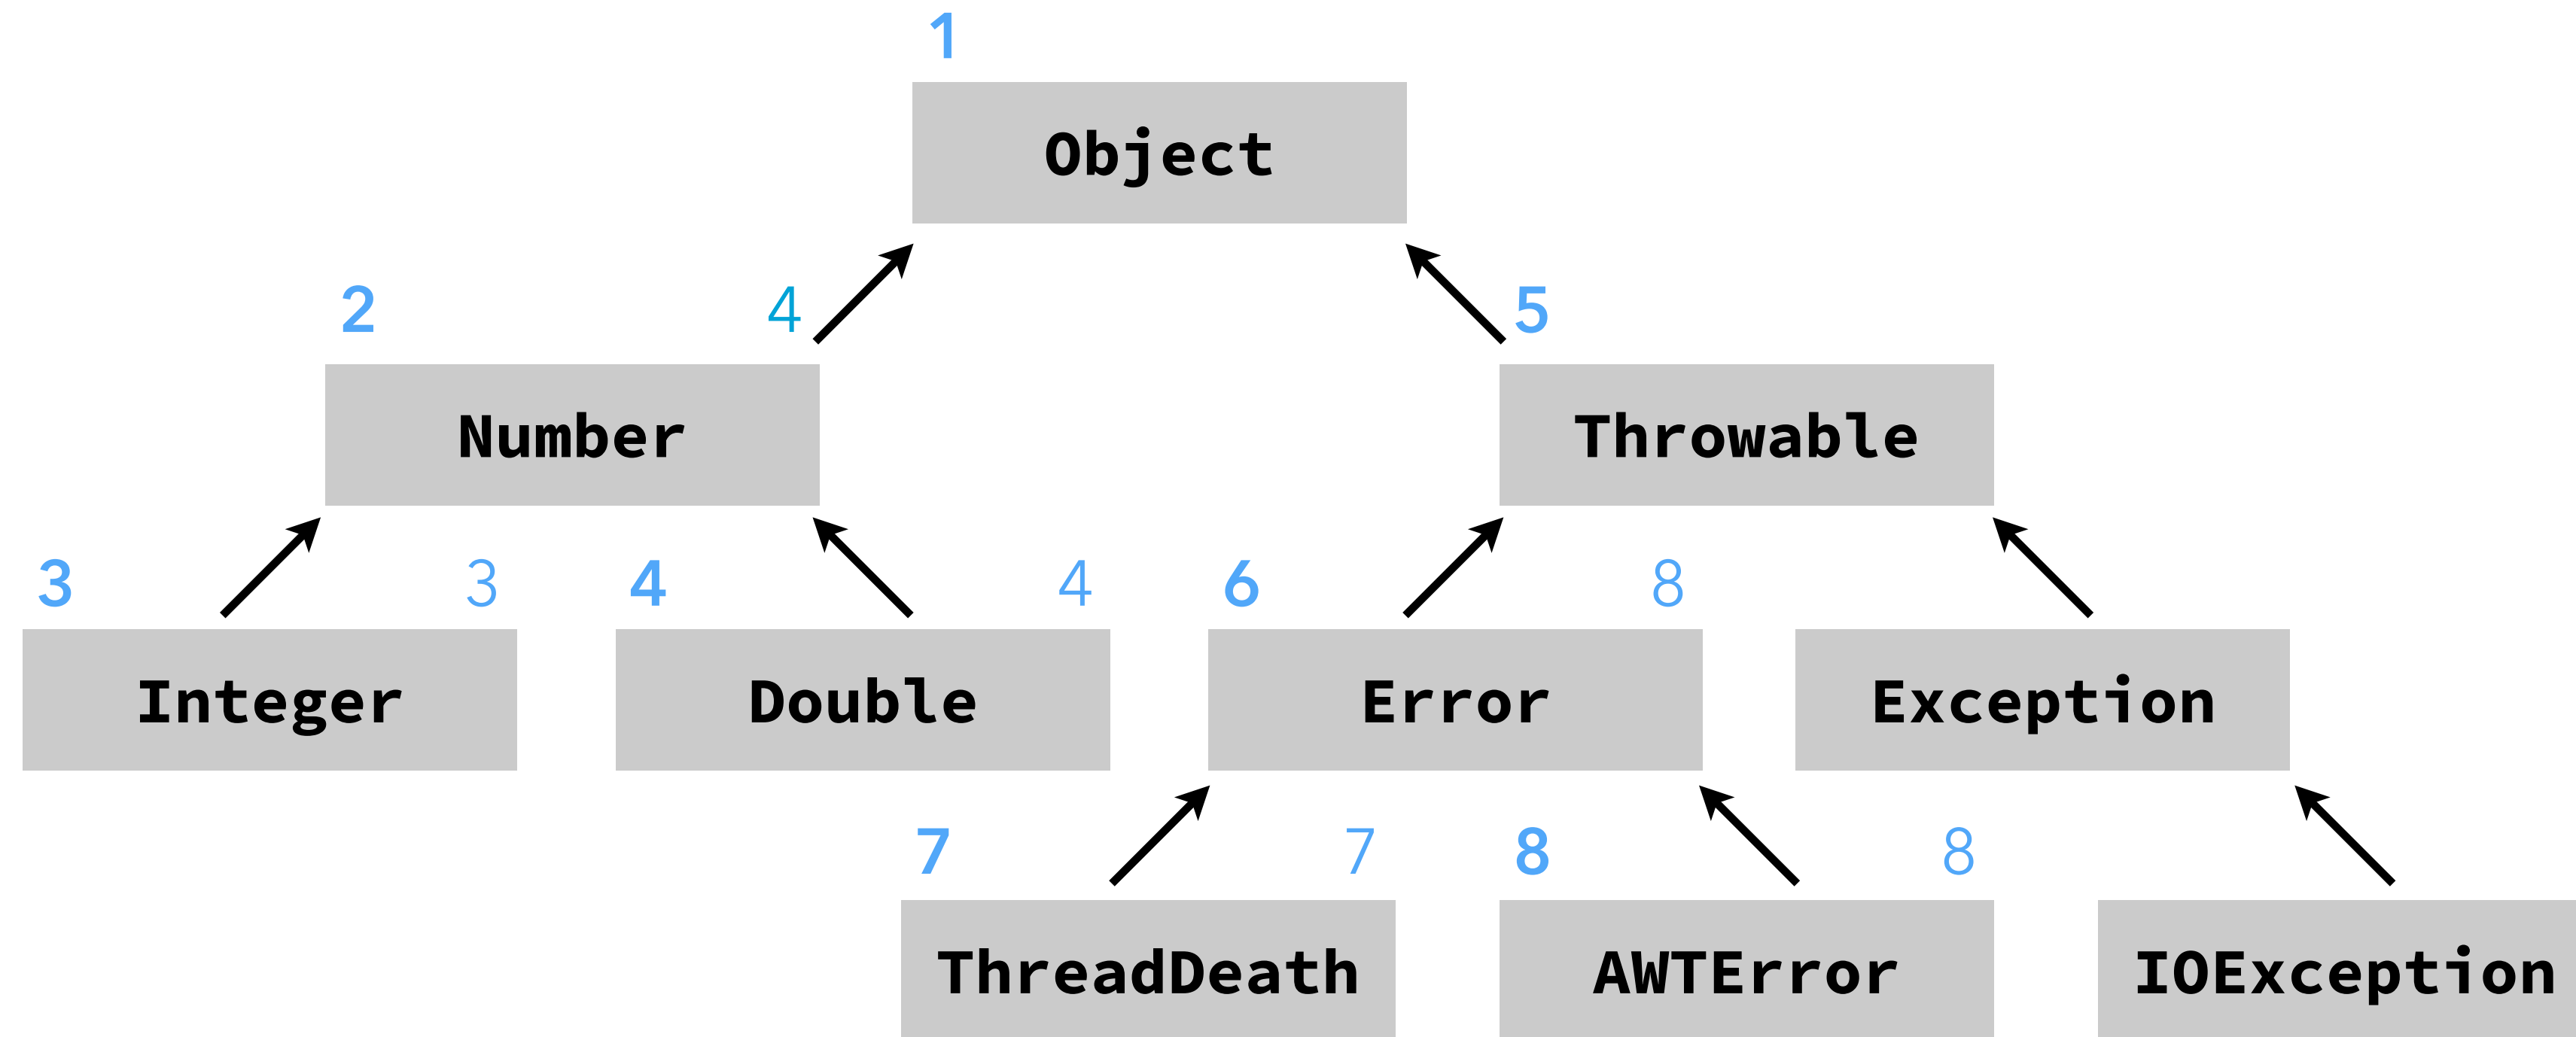 1
Object
2 4 5
Number Throwable
3 3 4 4 6 8
Integer Double Error Exception
7 7 8 8
ThreadDeath AWTError IOException